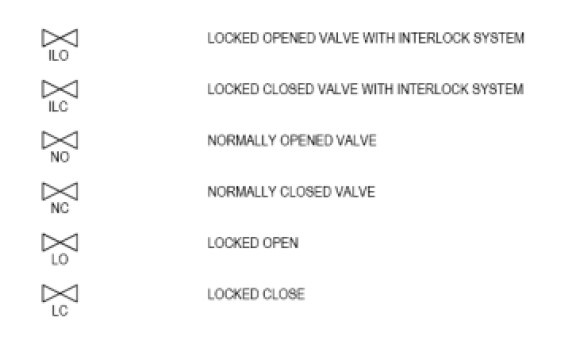 LOCKED OPENED VALVE WITH INTERLOCK SYSTEM
ILO
LOCKED CLOSED VALVE WITH INTERLOCK SYSTEM
ILC
NORMALLY OPENED VALVE
NO
NORMALLY CLOSED VALVE
NC
LOCKED OPEN
LO
LOCKED CLOSE
LC